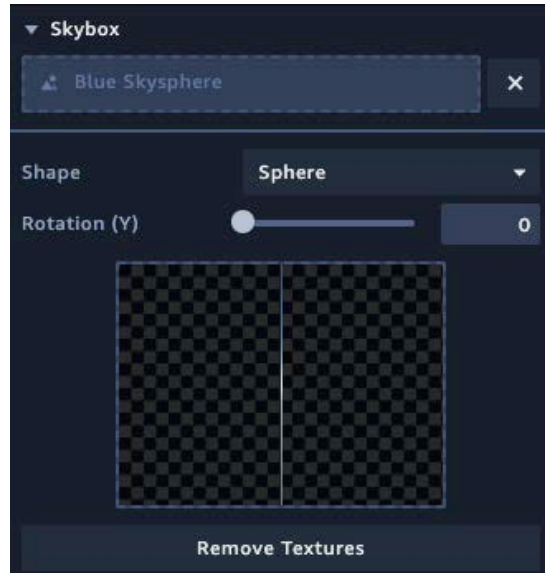 Skybox
Blue Skysphere
Shape Sphere
Rotation (Y) 0
Remove Textures